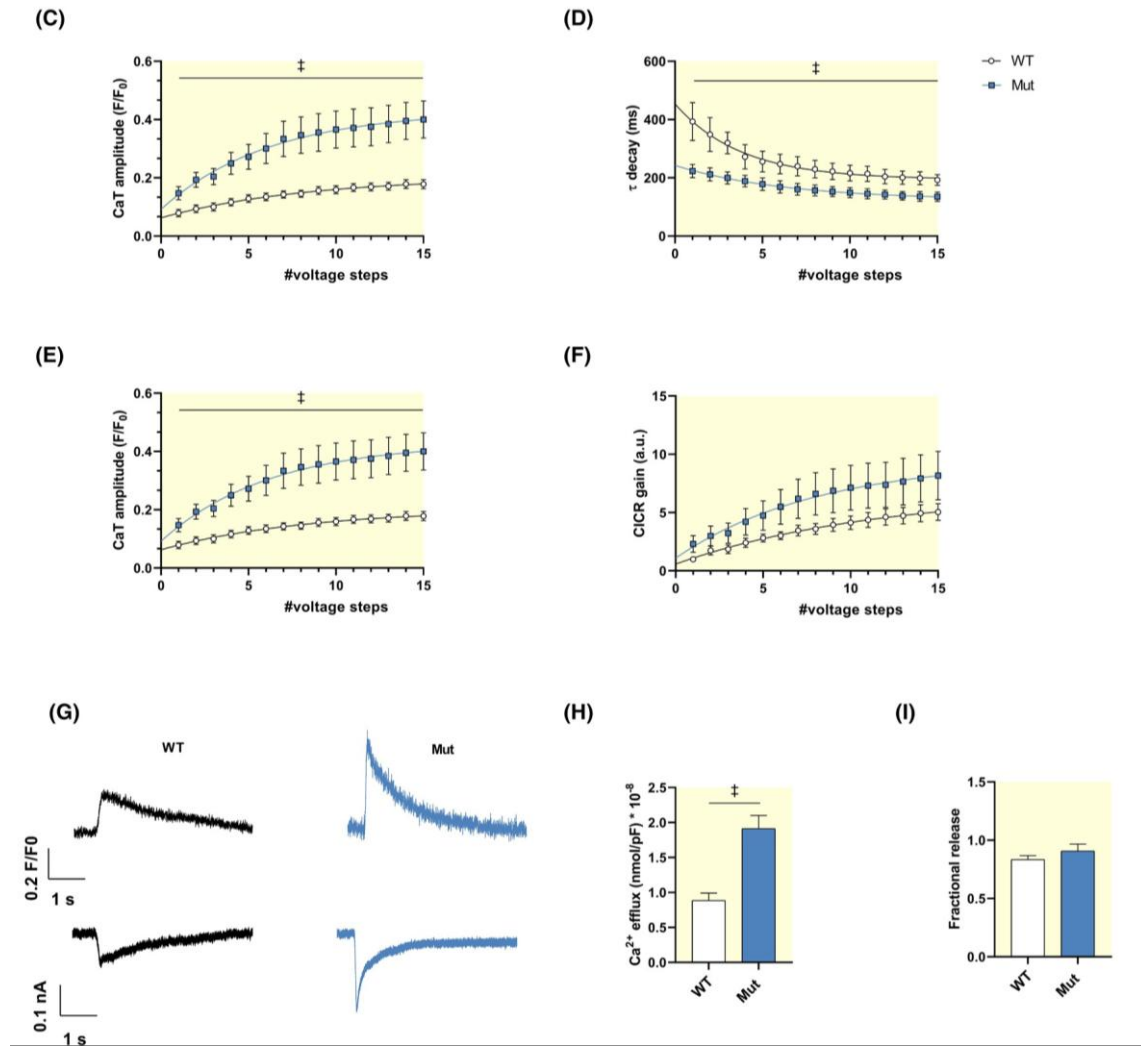 (C)
‡
CaT amplitude (F/F₀)
0.6
0.4
0.2
0.0
0 5 10 15
#voltage steps
(D)
‡
τ decay (ms)
600
400
200
0
0 5 10 15
#voltage steps
WT
Mut
(E)
‡
CaT amplitude (F/F₀)
0.6
0.4
0.2
0.0
0 5 10 15
#voltage steps
(F)
CICR gain (a.u.)
15
10
5
0
0 5 10 15
#voltage steps
(G)
WT Mut
0.2 F/F0
1 s
0.1 nA
1 s
(H)
‡
Ca²⁺ efflux (nmol/pF) * 10⁻⁸
2.5
2.0
1.5
1.0
0.5
0.0
WT Mut
(I)
Fractional release
1.5
1.0
0.5
0.0
WT Mut